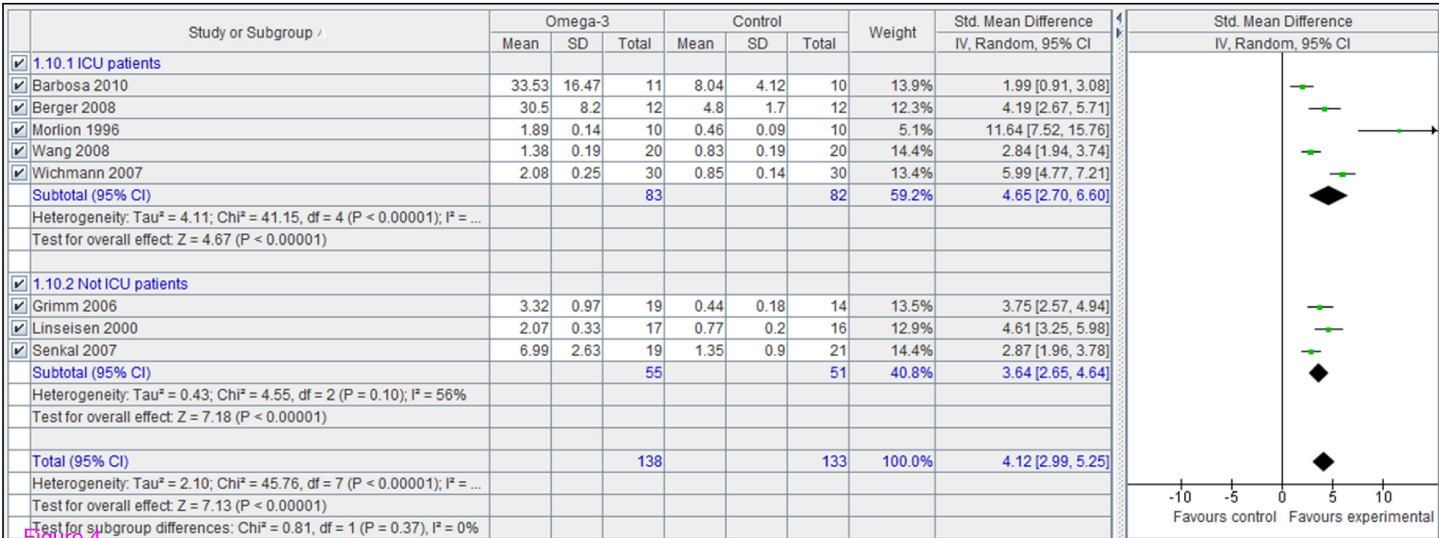 Study or Subgroup Omega-3 Control Weight Std. Mean Difference Std. Mean Difference
Mean SD Total Mean SD Total IV, Random, 95% CI IV, Random, 95% CI
1.10.1 ICU patients
Barbosa 2010 33.53 16.47 11 8.04 4.12 10 13.9% 1.99 [0.91, 3.08]
Berger 2008 30.5 8.2 12 4.8 1.7 12 12.3% 4.19 [2.67, 5.71]
Morlion 1996 1.89 0.14 10 0.46 0.09 10 5.1% 11.64 [7.52, 15.76]
Wang 2008 1.38 0.19 20 0.83 0.19 20 14.4% 2.84 [1.94, 3.74]
Wichmann 2007 2.08 0.25 30 0.85 0.14 30 13.4% 5.99 [4.77, 7.21]
Subtotal (95% CI) 83 82 59.2% 4.65 [2.70, 6.60]
Heterogeneity: Tau² = 4.11; Chi² = 41.15, df = 4 (P < 0.00001); I² = ...
Test for overall effect: Z = 4.67 (P < 0.00001)
1.10.2 Not ICU patients
Grimm 2006 3.32 0.97 19 0.44 0.18 14 13.5% 3.75 [2.57, 4.94]
Linseisen 2000 2.07 0.33 17 0.77 0.2 16 12.9% 4.61 [3.25, 5.98]
Senkal 2007 6.99 2.63 19 1.35 0.9 21 14.4% 2.87 [1.96, 3.78]
Subtotal (95% CI) 55 51 40.8% 3.64 [2.65, 4.64]
Heterogeneity: Tau² = 0.43; Chi² = 4.55, df = 2 (P = 0.10); I² = 56%
Test for overall effect: Z = 7.18 (P < 0.00001)
Total (95% CI) 138 133 100.0% 4.12 [2.99, 5.25]
Heterogeneity: Tau² = 2.10; Chi² = 45.76, df = 7 (P < 0.00001); I² = ...
Test for overall effect: Z = 7.13 (P < 0.00001)
Test for subgroup differences: Chi² = 0.81, df = 1 (P = 0.37), I² = 0%
-10 -5 0 5 10
Favours control Favours experimental
Figure 4